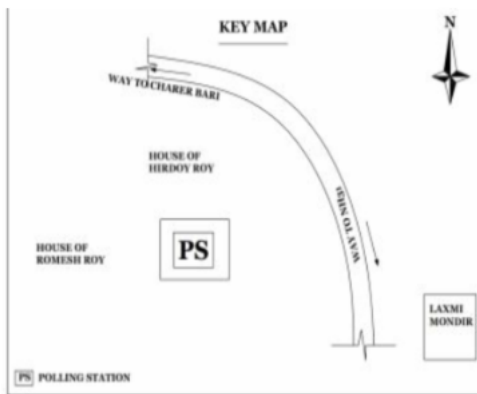 KEY MAP
N
WAY TO CHARER BARI
HOUSE OF
HIRDOY ROY
WAY TO NH31
HOUSE OF
ROMESH ROY
PS
LAXMI
MONDIR
PS POLLING STATION